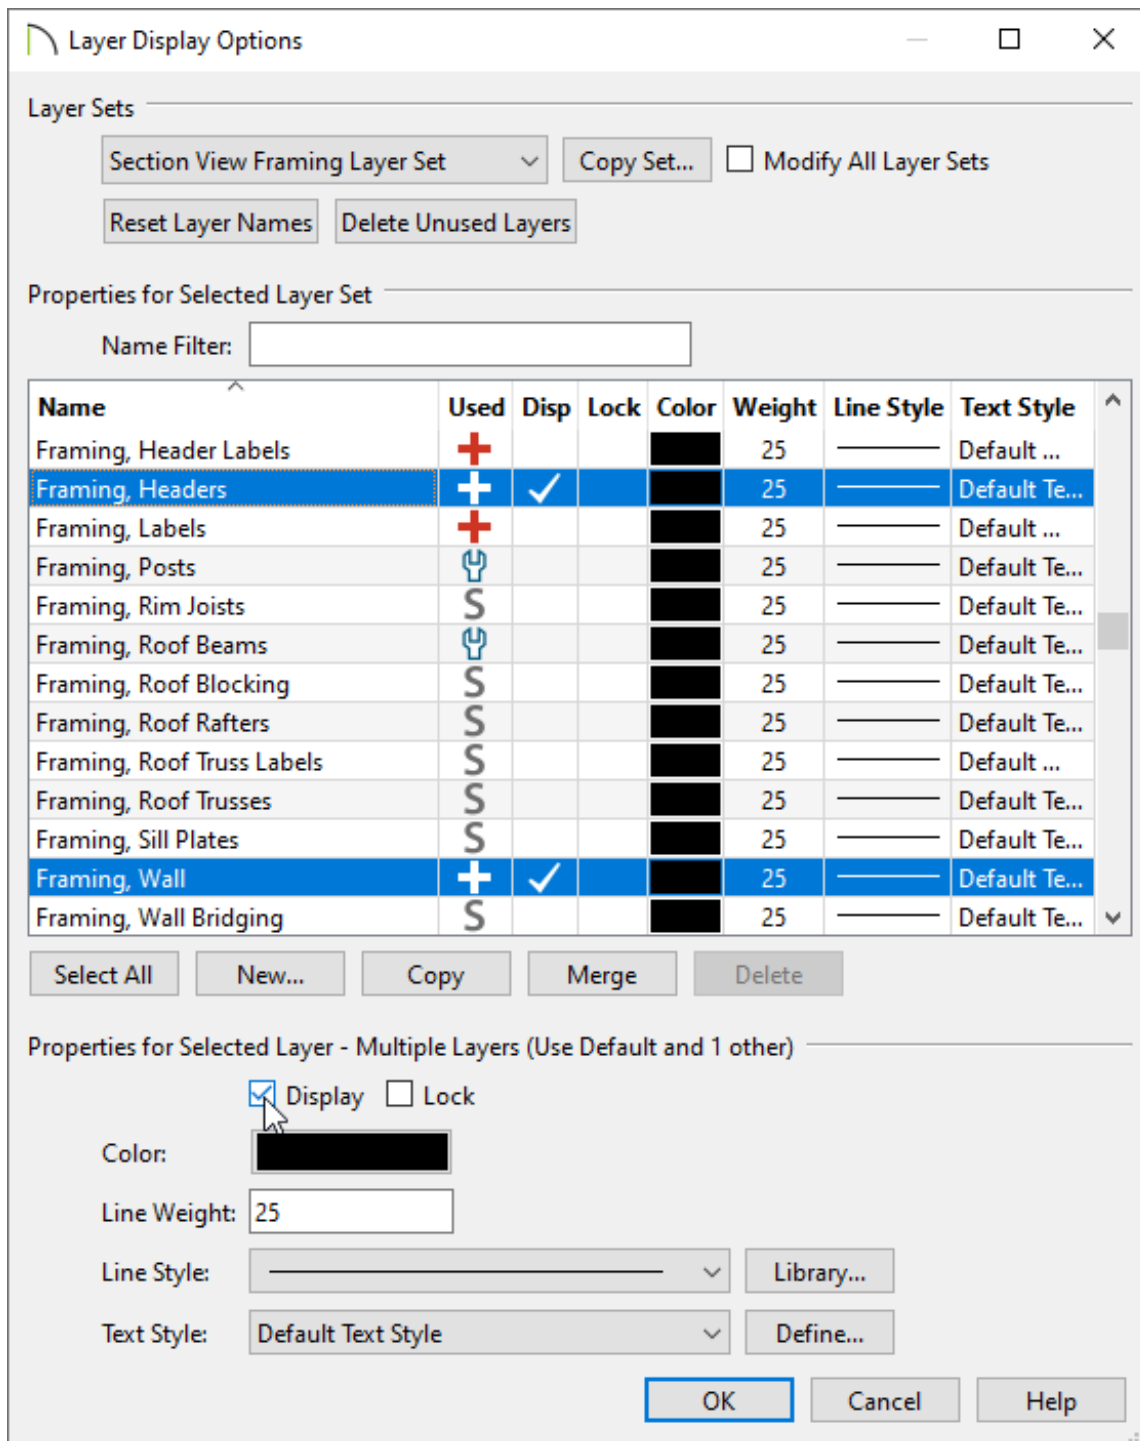 Layer Display Options
Layer Sets
Section View Framing Layer Set Copy Set... Modify All Layer Sets
Reset Layer Names Delete Unused Layers
Properties for Selected Layer Set
Name Filter:
Name Used Disp Lock Color Weight Line Style Text Style
Framing, Header Labels 25 Default ...
Framing, Headers 25 Default Te...
Framing, Labels 25 Default ...
Framing, Posts 25 Default Te...
Framing, Rim Joists S 25 Default Te...
Framing, Roof Beams 25 Default Te...
Framing, Roof Blocking S 25 Default Te...
Framing, Roof Rafters S 25 Default Te...
Framing, Roof Truss Labels S 25 Default ...
Framing, Roof Trusses S 25 Default Te...
Framing, Sill Plates S 25 Default Te...
Framing, Wall 25 Default Te...
Framing, Wall Bridging S 25 Default Te...
Select All New... Copy Merge Delete
Properties for Selected Layer - Multiple Layers (Use Default and 1 other)
Display Lock
Color:
Line Weight: 25
Line Style: Library...
Text Style: Default Text Style Define...
OK Cancel Help